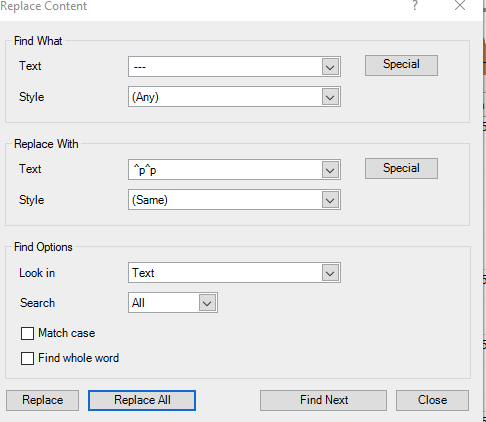 Replace Content
?
Find What
Text
---
Special
Style
(Any)
Replace With
Text
^p^p
Special
Style
(Same)
Find Options
Look in
Text
Search
All
Match case
Find whole word
Replace
Replace All
Find Next
Close